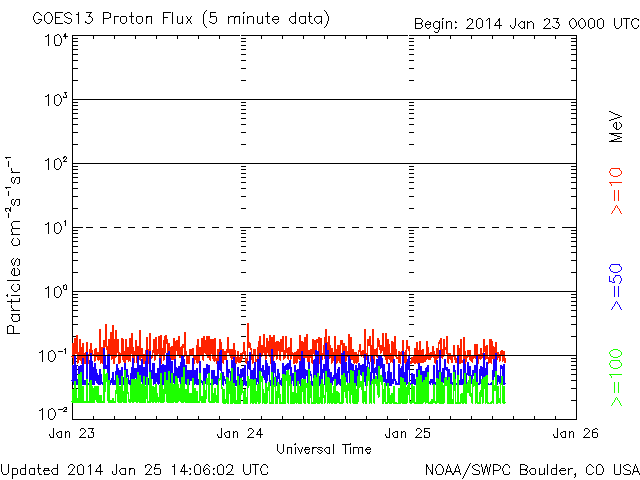 GOES13 Proton Flux (5 minute data)
Begin: 2014 Jan 23 0000 UTC
Particles cm⁻²s⁻¹sr⁻¹
10⁴
10³
10²
10¹
10⁰
10⁻¹
10⁻²
Jan 23
Jan 24
Jan 25
Jan 26
Universal Time
MeV
>=10
>=50
>=100
Updated 2014 Jan 25 14:06:02 UTC
NOAA/SWPC Boulder, CO USA